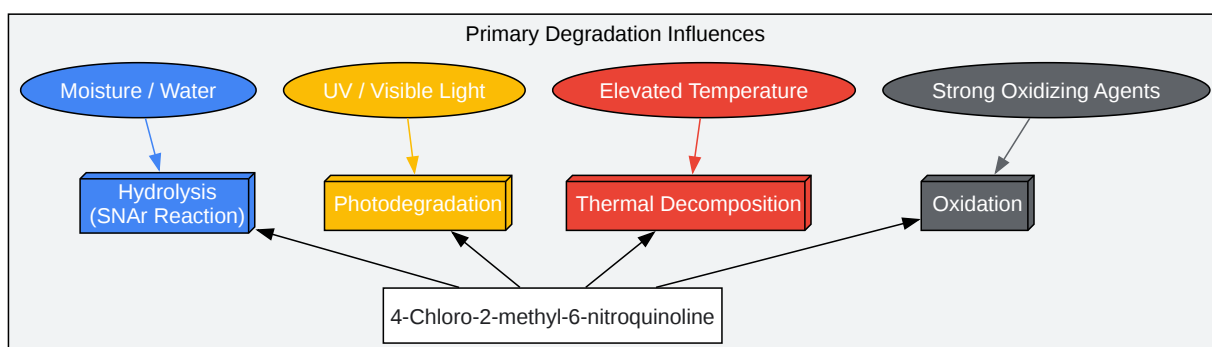 Primary Degradation Influences
Moisture / Water
UV / Visible Light
Elevated Temperature
Strong Oxidizing Agents
Hydrolysis
(SNAr Reaction)
Photodegradation
Thermal Decomposition
Oxidation
4-Chloro-2-methyl-6-nitroquinoline